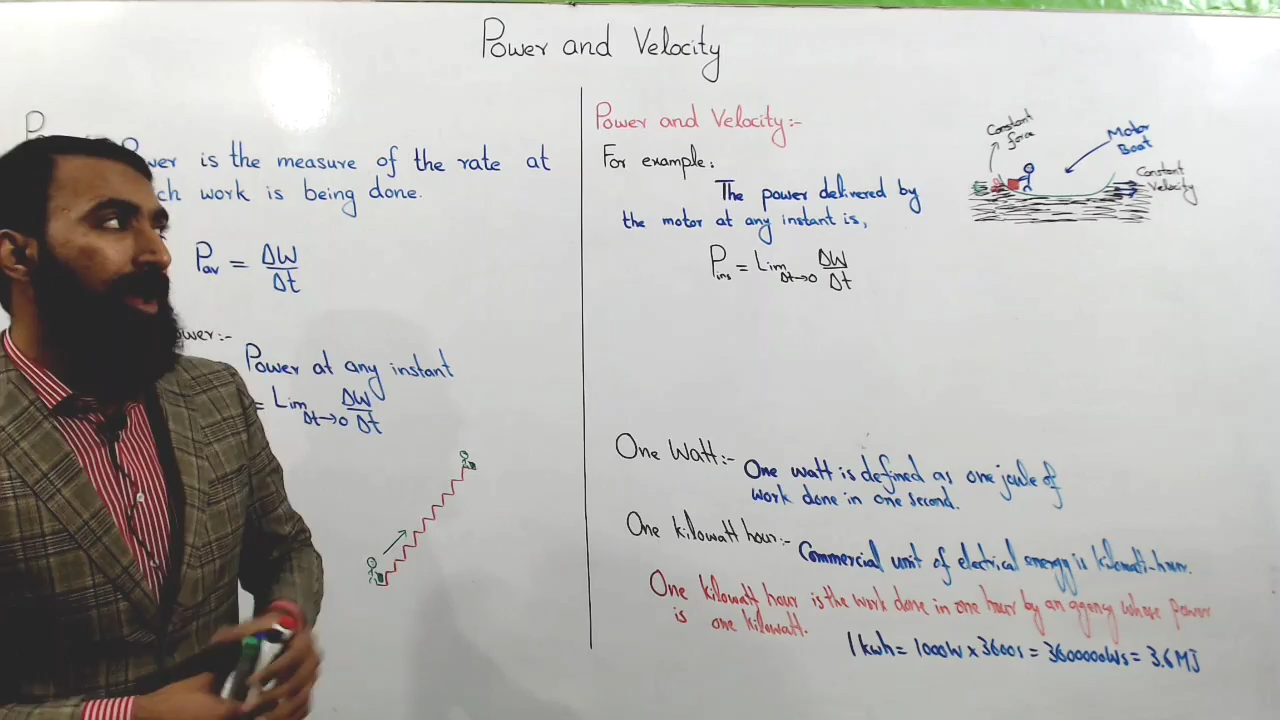 Power and Velocity
P
Power is the measure of the rate at
ch work is being done.
Pav = ΔW/Δt
ower:-
Power at any instant
= Lim Δt→0 ΔW/Δt
Power and Velocity:-
For example:
The power delivered by
the motor at any instant is,
Pins = Lim Δt→0 ΔW/Δt
Constant
force
Motor
Boat
Constant
Velocity
One Watt:- One watt is defined as one joule of
work done in one second.
One kilowatt hour:- Commercial unit of electrical energy is kilowatt-hour.
One kilowatt hour is the work done in one hour by an agency whose power
is one kilowatt.
1kwh = 1000W x 3600s = 3600000Ws = 3.6MJ